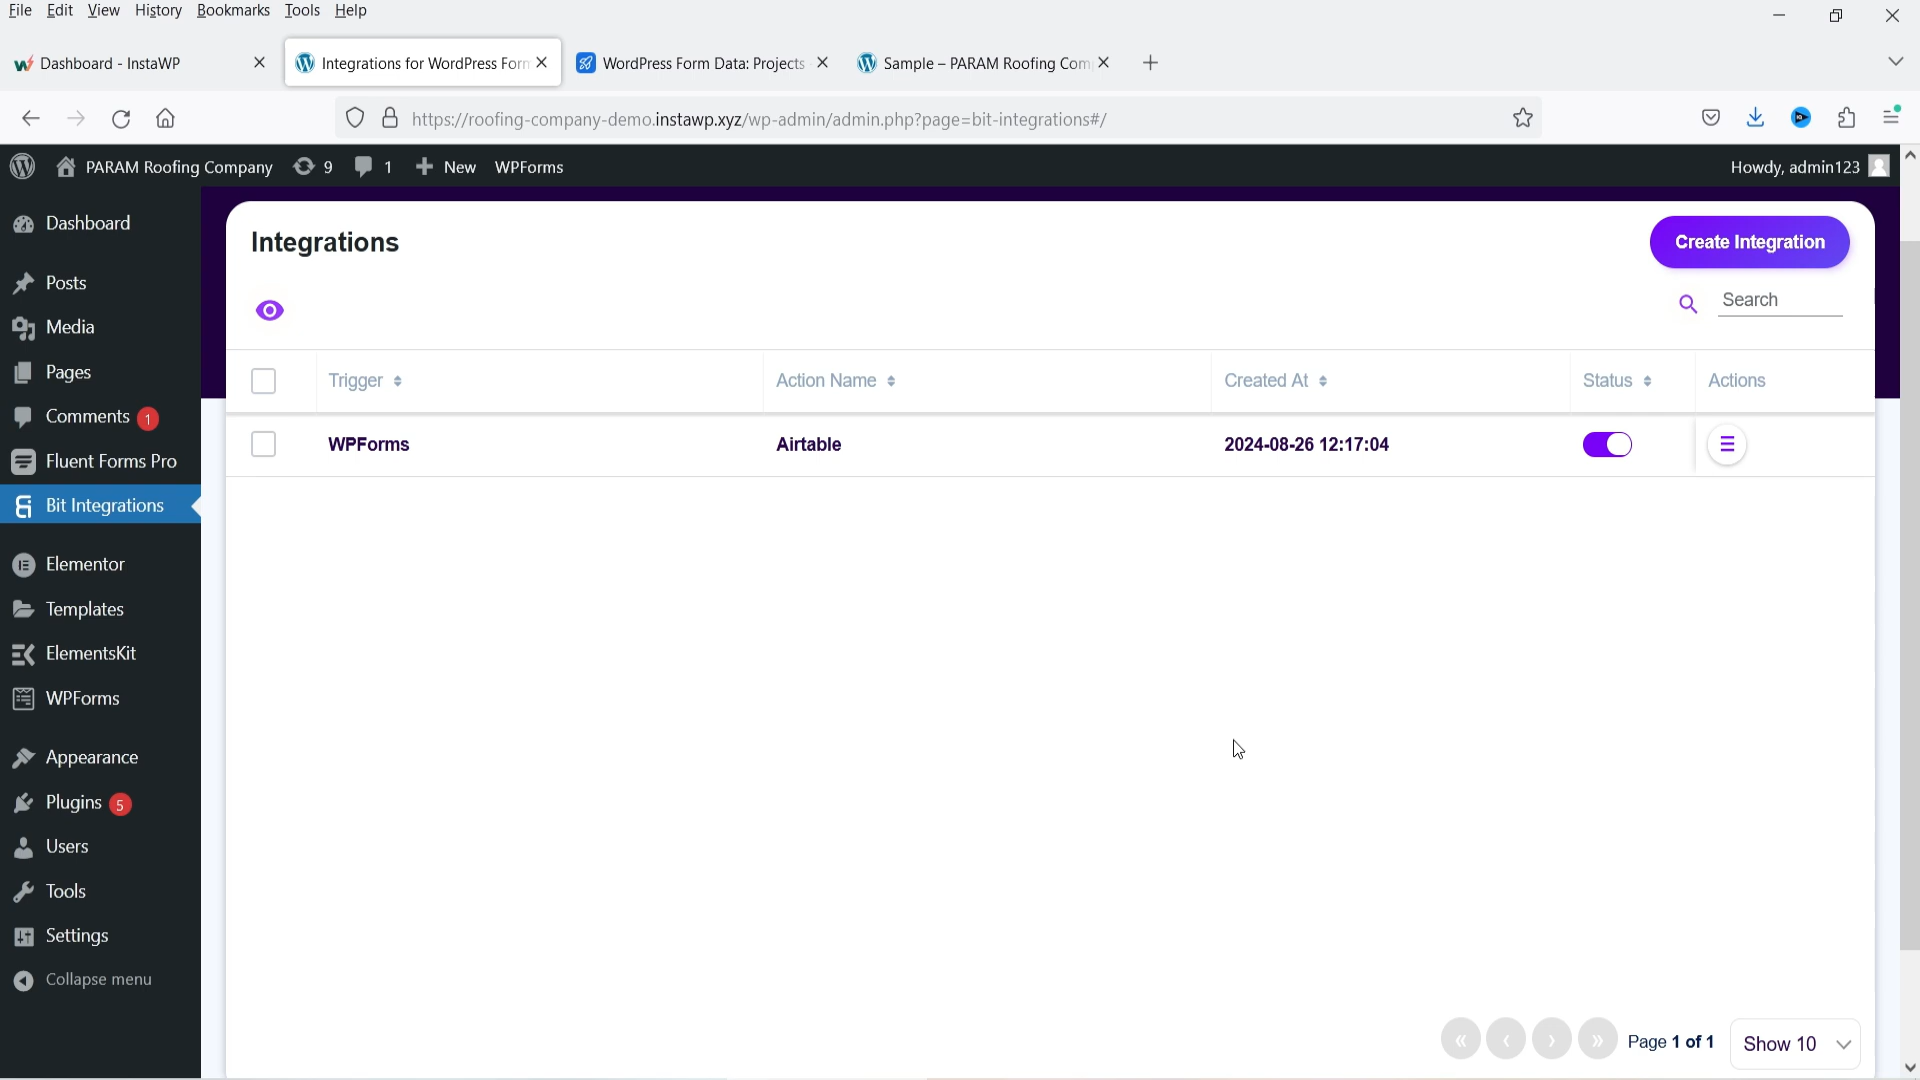 File Edit View History Bookmarks Tools Help
Dashboard - InstaWP
Integrations for WordPress Form
WordPress Form Data: Projects
Sample – PARAM Roofing Com
https://roofing-company-demo.instawp.xyz/wp-admin/admin.php?page=bit-integrations#/
PARAM Roofing Company 9 1 New WPForms Howdy, admin123
Dashboard
Posts
Media
Pages
Comments 1
Fluent Forms Pro
Bit Integrations
Elementor
Templates
ElementsKit
WPForms
Appearance
Plugins 5
Users
Tools
Settings
Collapse menu
Integrations
Create Integration
Search
Trigger Action Name Created At Status Actions
WPForms Airtable 2024-08-26 12:17:04
« ‹ › » Page 1 of 1 Show 10